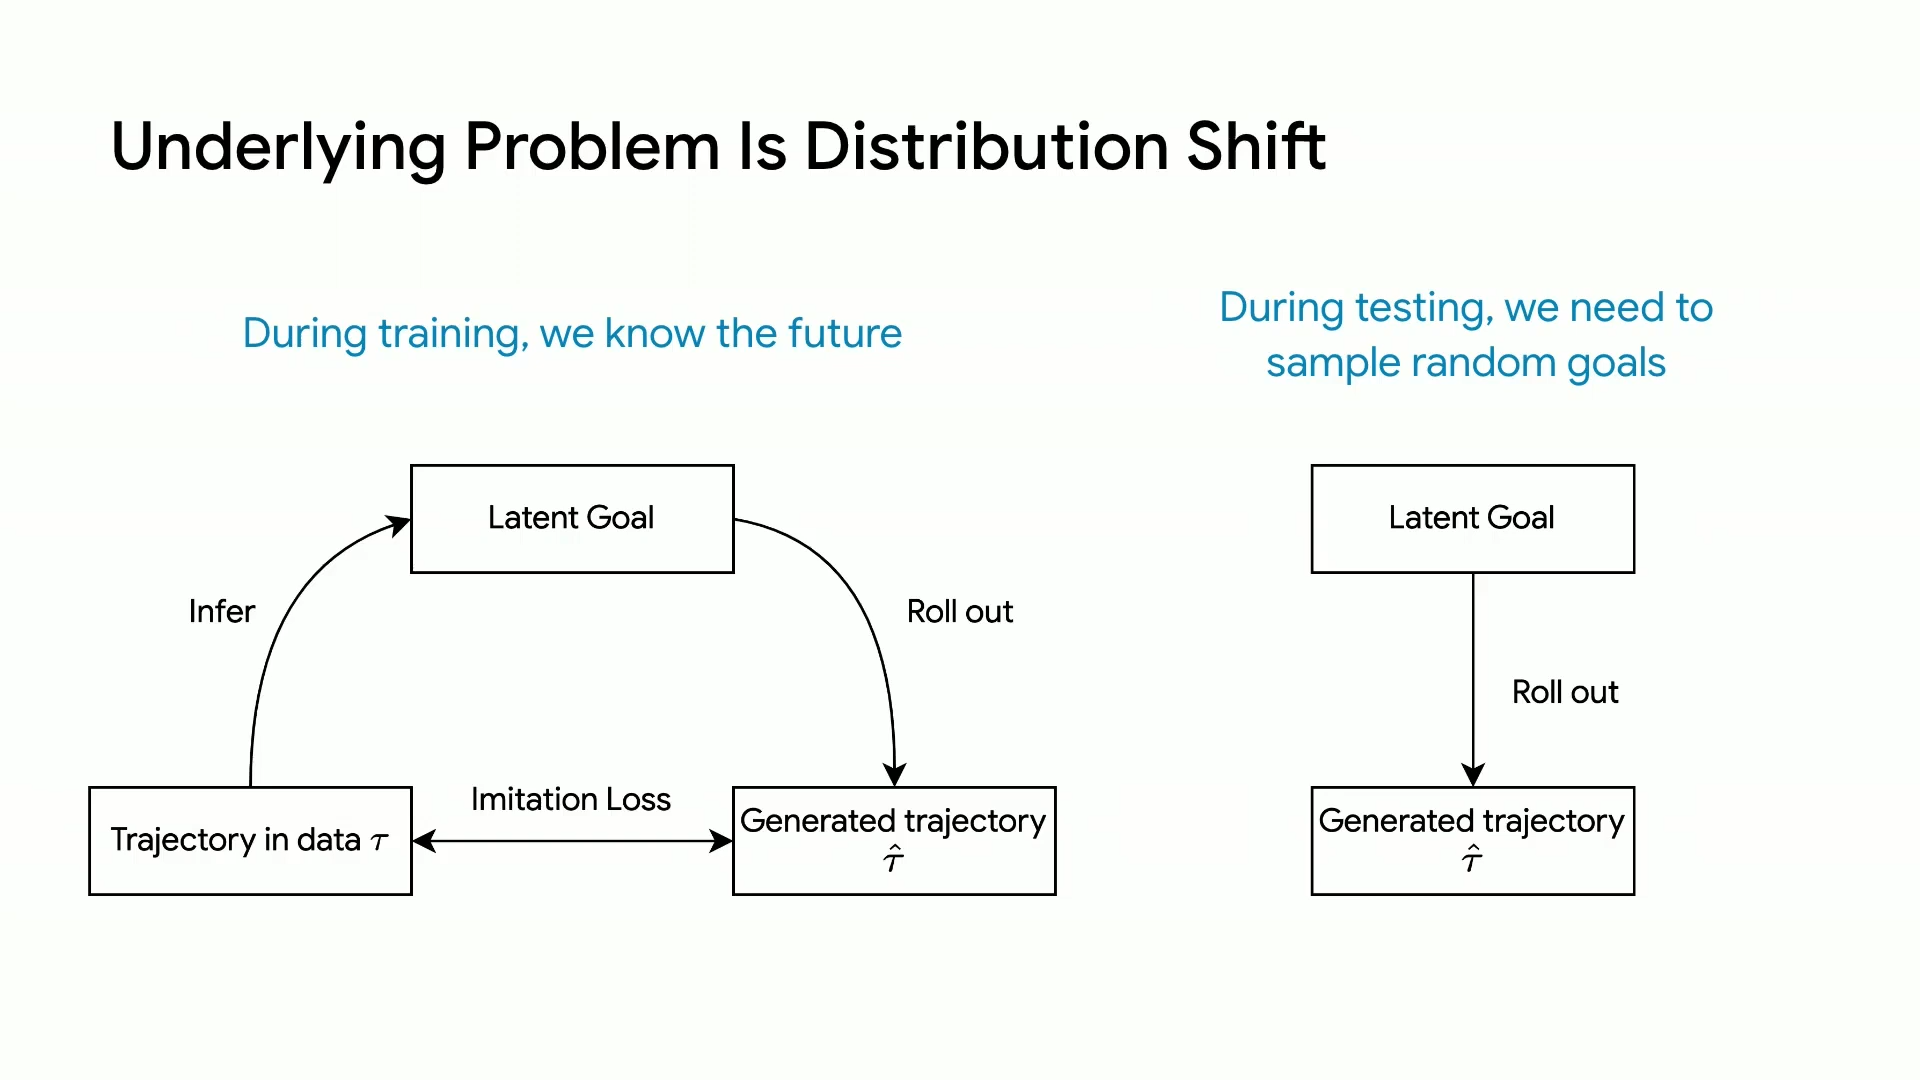 Underlying Problem Is Distribution Shift
During training, we know the future
During testing, we need to
sample random goals
Latent Goal
Infer
Roll out
Trajectory in data τ
Imitation Loss
Generated trajectory
τ̂
Latent Goal
Roll out
Generated trajectory
τ̂